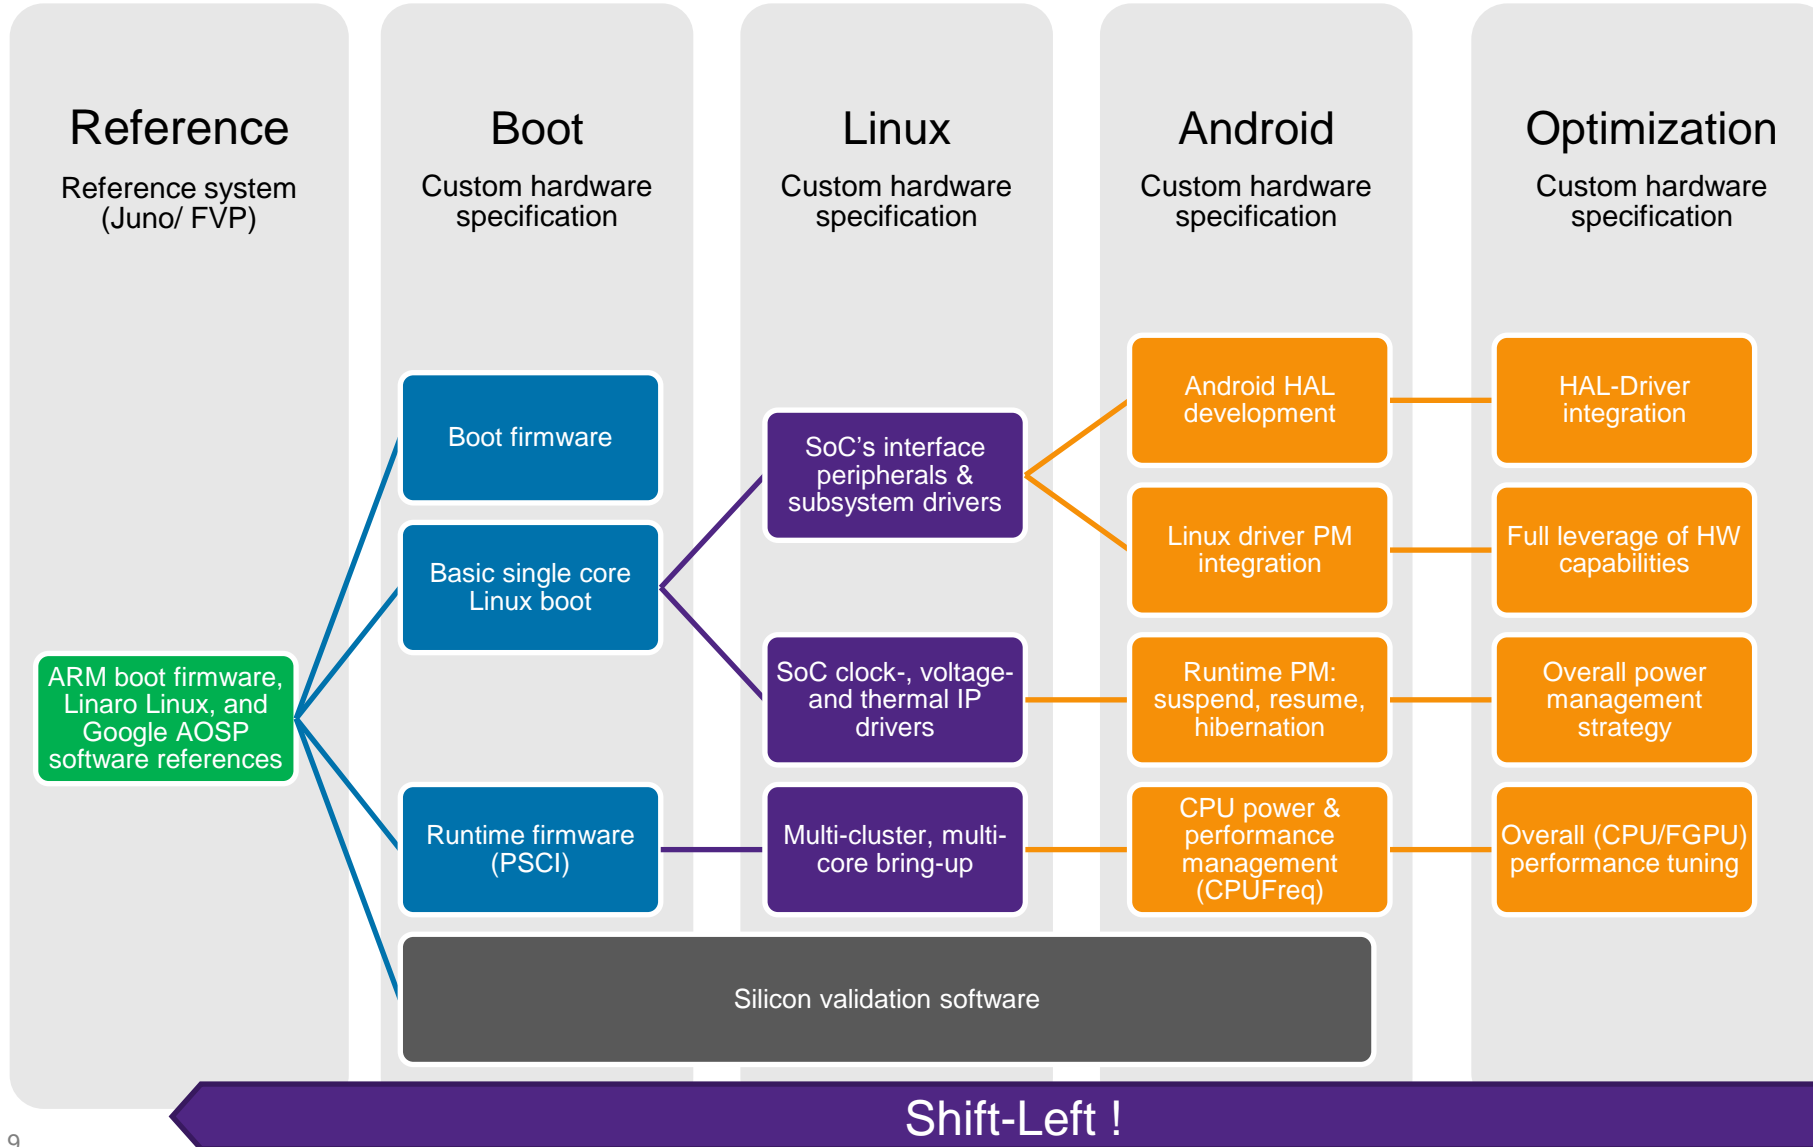 Reference
Reference system
(Juno/ FVP)
Boot
Custom hardware
specification
Linux
Custom hardware
specification
Android
Custom hardware
specification
Optimization
Custom hardware
specification
ARM boot firmware,
Linaro Linux, and
Google AOSP
software references
Boot firmware
Basic single core
Linux boot
Runtime firmware
(PSCI)
SoC’s interface
peripherals &
subsystem drivers
SoC clock-, voltage-
and thermal IP
drivers
Multi-cluster, multi-
core bring-up
Android HAL
development
Linux driver PM
integration
Runtime PM:
suspend, resume,
hibernation
CPU power &
performance
management
(CPUFreq)
HAL-Driver
integration
Full leverage of HW
capabilities
Overall power
management
strategy
Overall (CPU/FGPU)
performance tuning
Silicon validation software
Shift-Left !
9